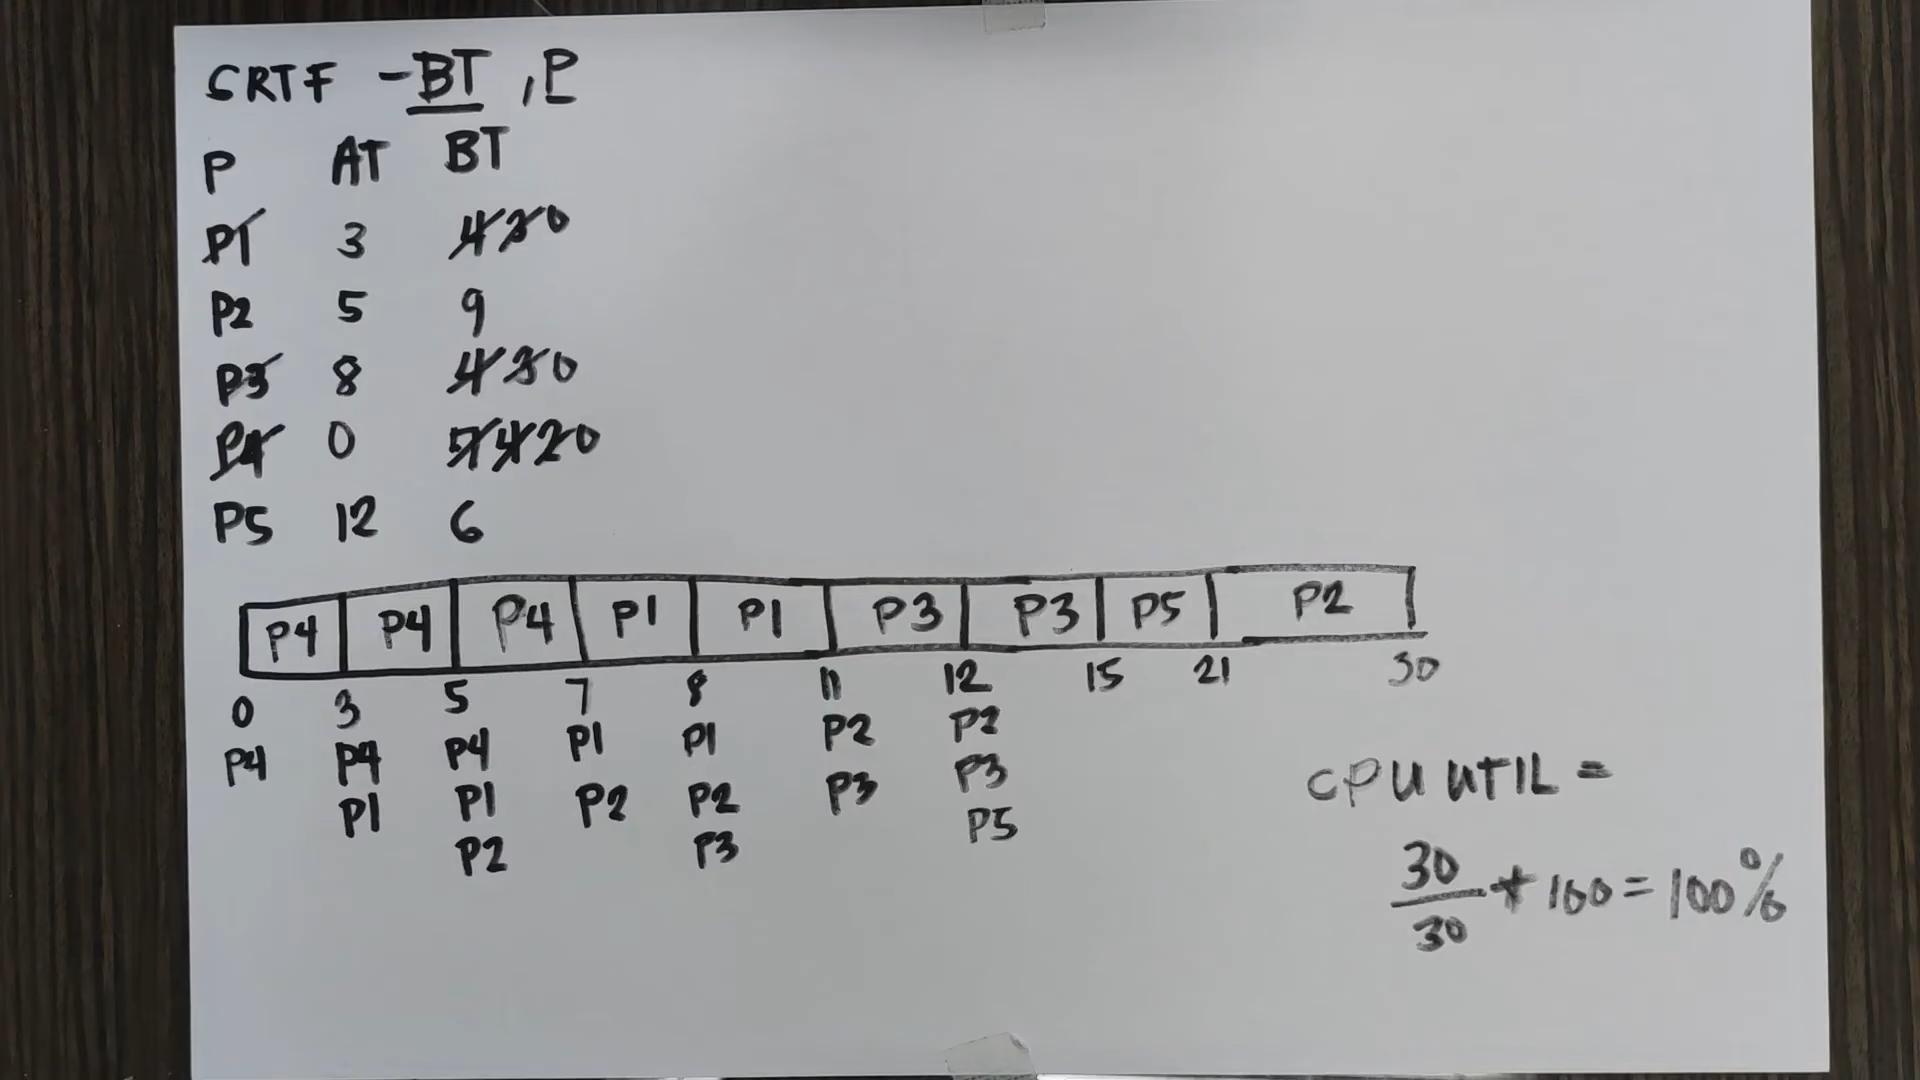 SRTF - BT, P
P AT BT
P1 3 4 3 0
P2 5 9
P3 8 4 3 0
P4 0 7 4 2 0
P5 12 6
P4 P4 P4 P1 P1 P3 P3 P5 P2
0 3 5 7 8 11 12 15 21 30
P4 P4 P4 P1 P1 P2 P2
P1 P1 P2 P2 P3 P3
P2 P3 P5
CPU UTIL =
30
30
* 100 = 100%